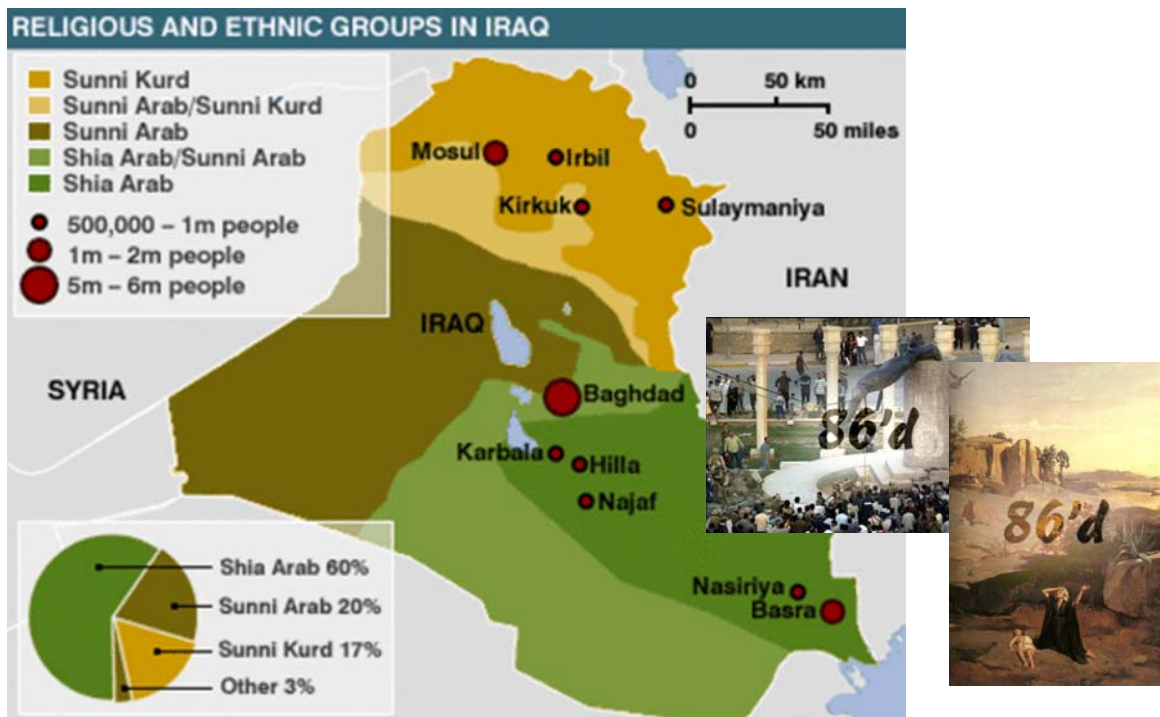 RELIGIOUS AND ETHNIC GROUPS IN IRAQ
Sunni Kurd
Sunni Arab/Sunni Kurd
Sunni Arab
Shia Arab/Sunni Arab
Shia Arab
500,000 – 1m people
1m – 2m people
5m – 6m people
0 50 km
0 50 miles
Mosul
Irbil
Kirkuk
Sulaymaniya
IRAN
IRAQ
SYRIA
Baghdad
Karbala
Hilla
Najaf
Nasiriya
Basra
86'd
86'd
Shia Arab 60%
Sunni Arab 20%
Sunni Kurd 17%
Other 3%